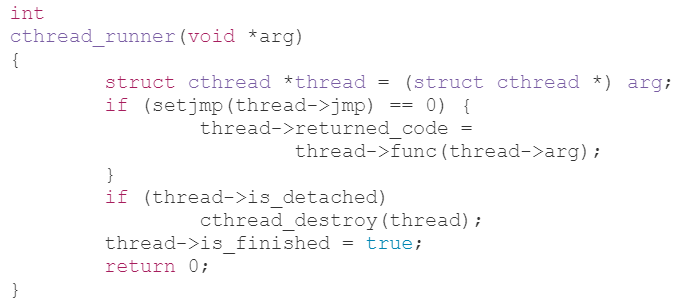 int
cthread_runner(void *arg)
{
        struct cthread *thread = (struct cthread *) arg;
        if (setjmp(thread->jmp) == 0) {
                thread->returned_code =
                        thread->func(thread->arg);
        }
        if (thread->is_detached)
                cthread_destroy(thread);
        thread->is_finished = true;
        return 0;
}